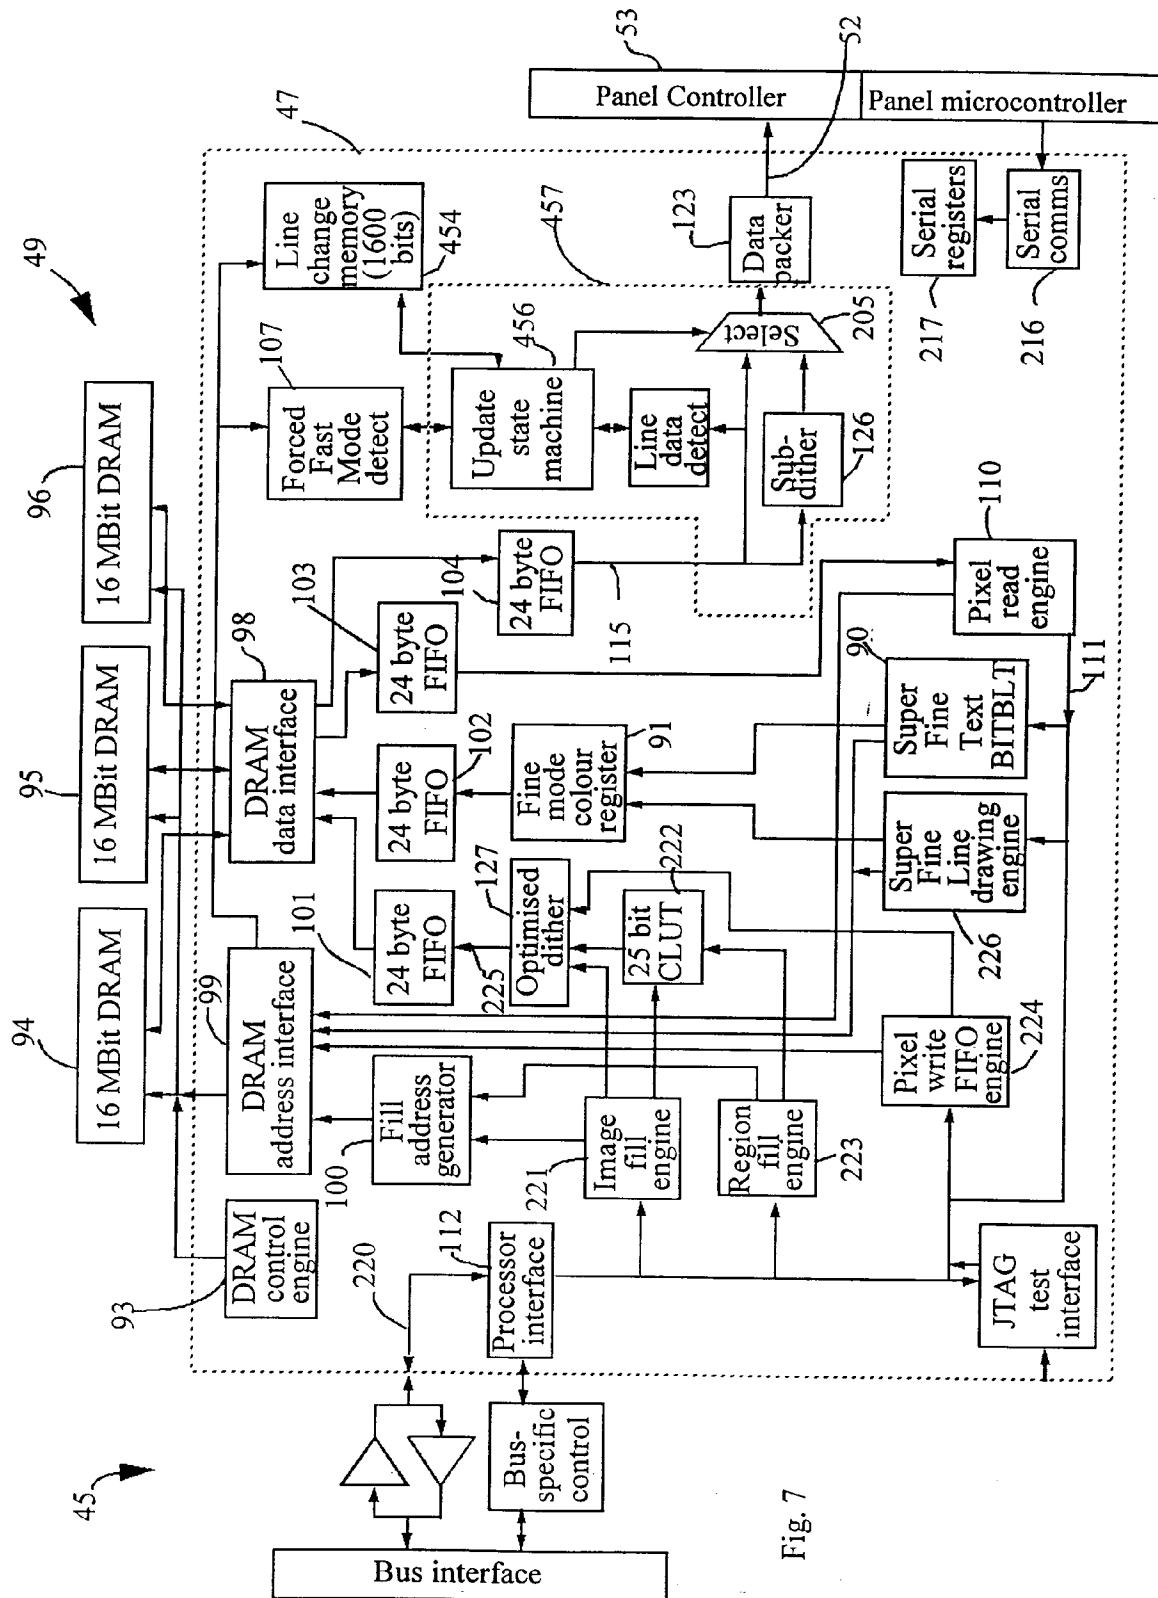 45
49
94
16 MBit DRAM
95
16 MBit DRAM
96
16 MBit DRAM
93
DRAM
control
engine
99
DRAM
address interface
98
DRAM
data interface
107
Forced
Fast
Mode
detect
Line
change
memory
(1600
bits)
454
47
53
Panel Controller
Panel microcontroller
52
220
112
Processor
interface
100
Fill
address
generator
101
24 byte
FIFO
102
24 byte
FIFO
103
24 byte
FIFO
104
24 byte
FIFO
115
456
Update
state
machine
457
Line data
detect
Sub-
dither
126
Select
205
123
Data
packer
225
127
Optimised
dither
222
25 bit
CLUT
91
Fine
mode
colour
register
221
Image
fill
engine
Region
fill
engine
223
Pixel
write
FIFO
engine
224
Super
Fine
Line
drawing
engine
226
90
Super
Fine
Text
BITBLT
110
Pixel
read
engine
111
217
Serial
registers
216
Serial
comms
JTAG
test
interface
Bus-
specific
control
Bus interface
Fig. 7